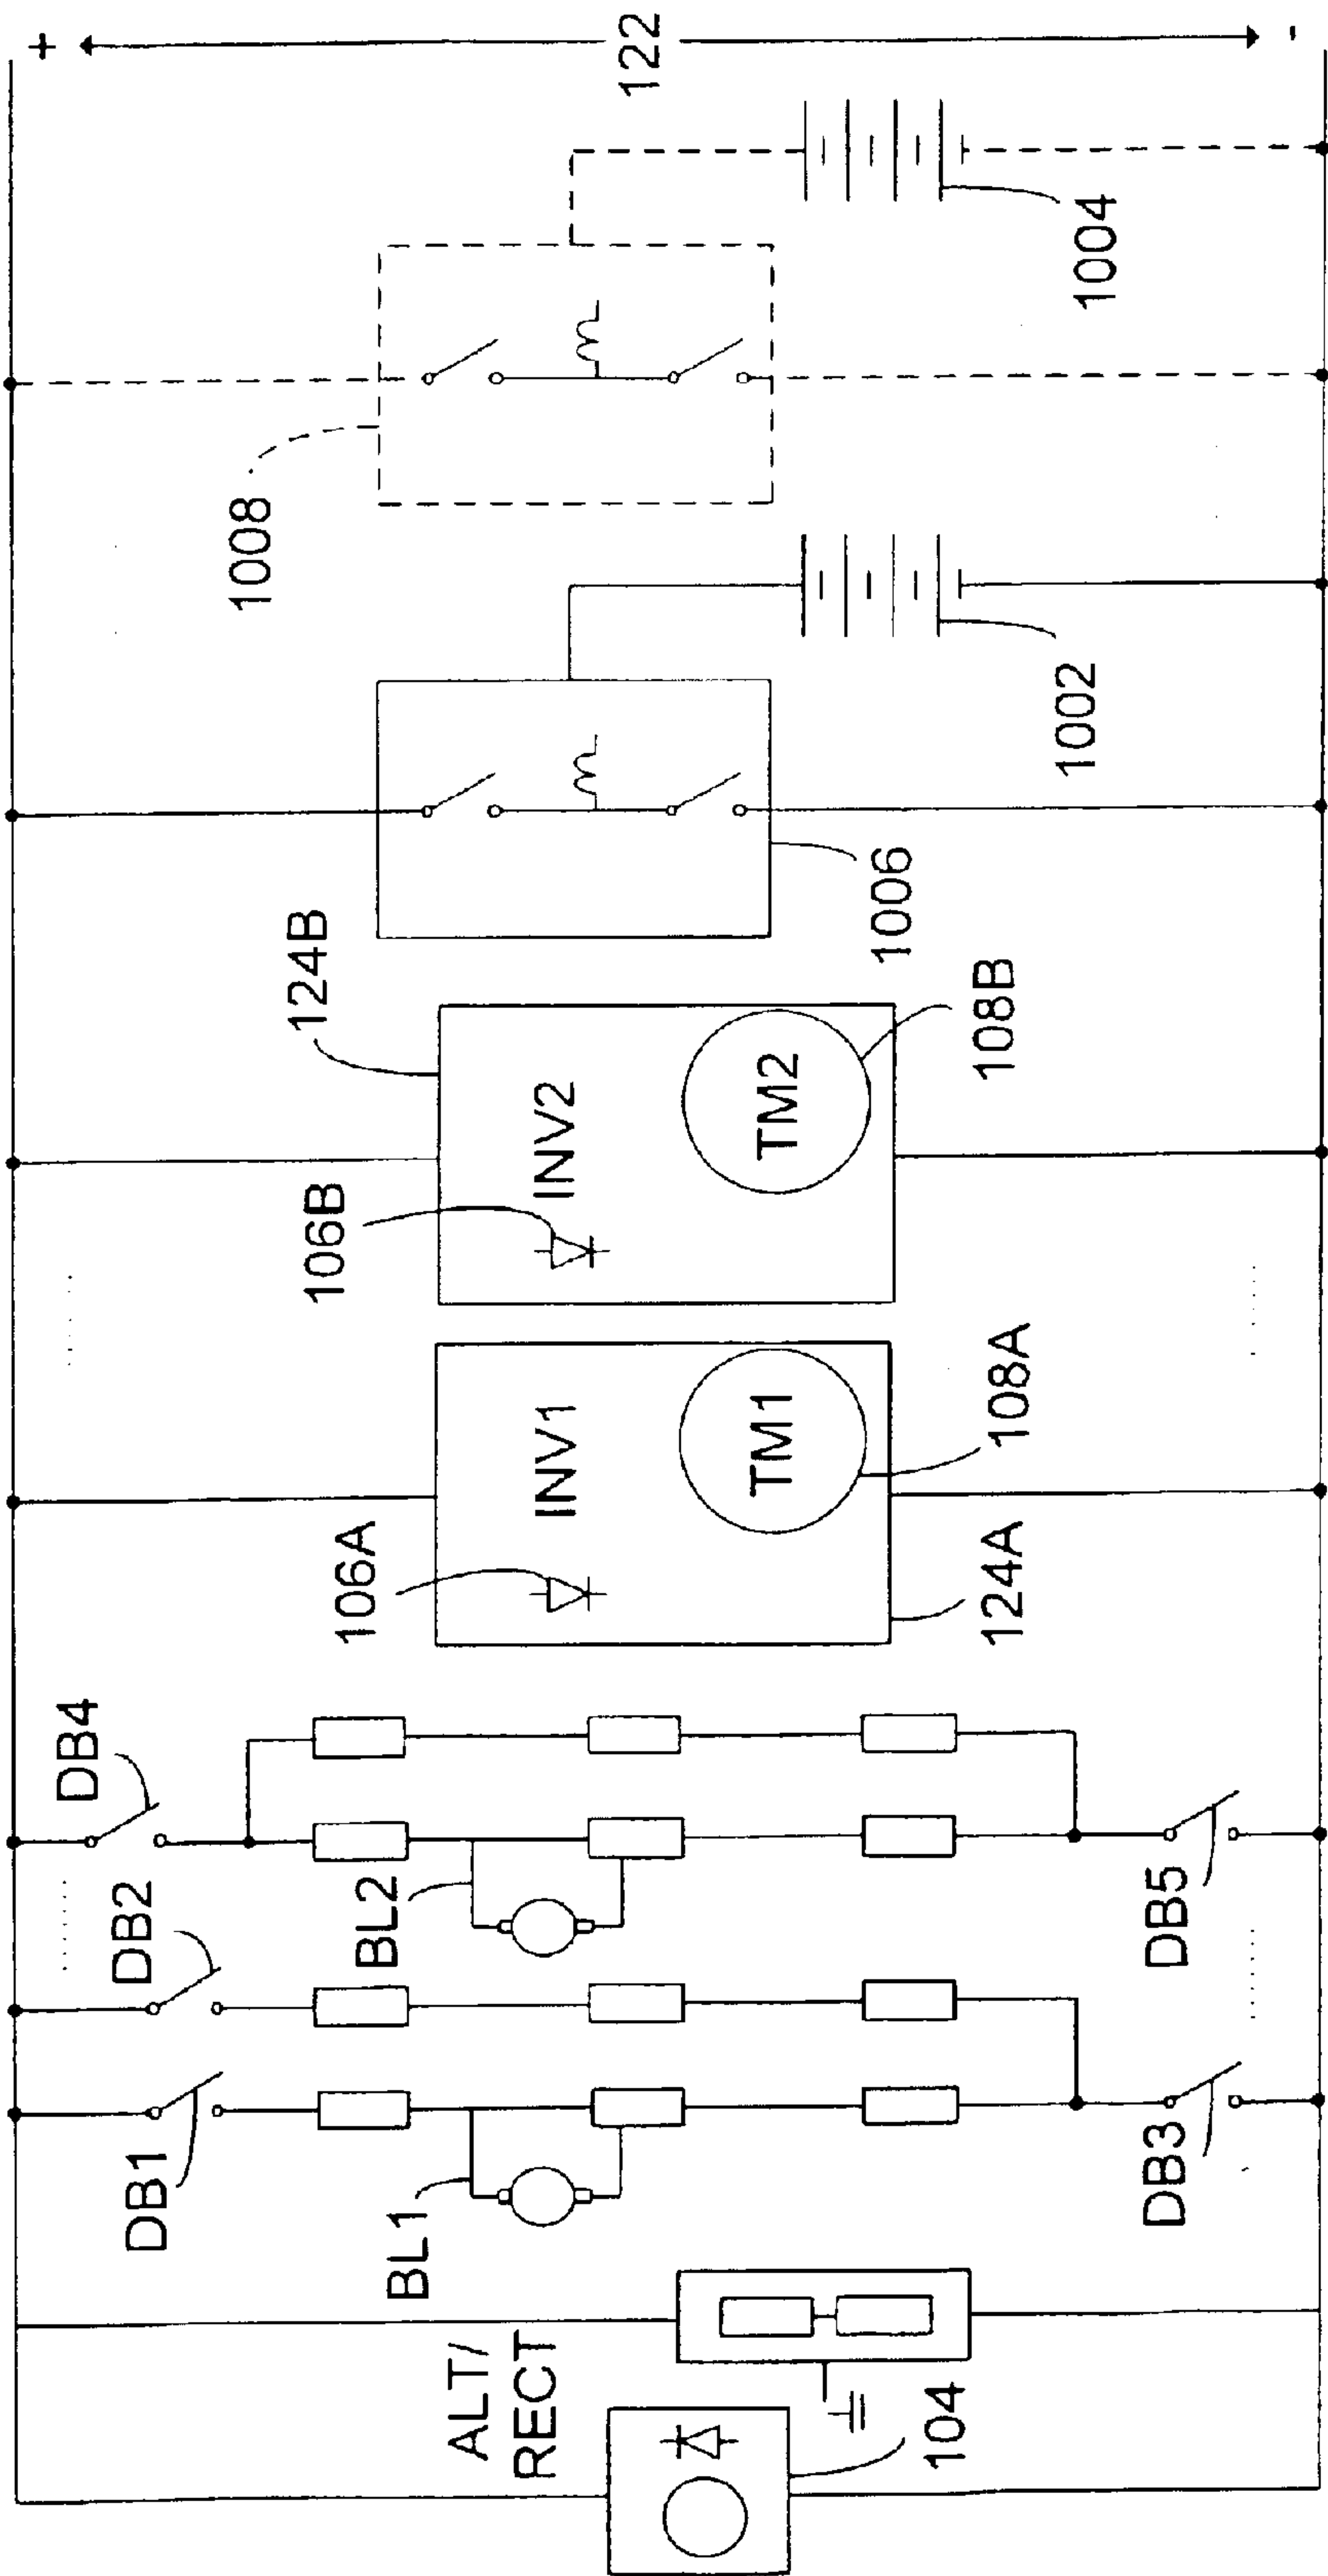 +
122
-
1004
1008
1002
1006
124B
INV2
TM2
108B
106B
INV1
TM1
108A
106A
124A
DB4
DB2
BL2
DB5
DB1
BL1
DB3
ALT/
RECT
104